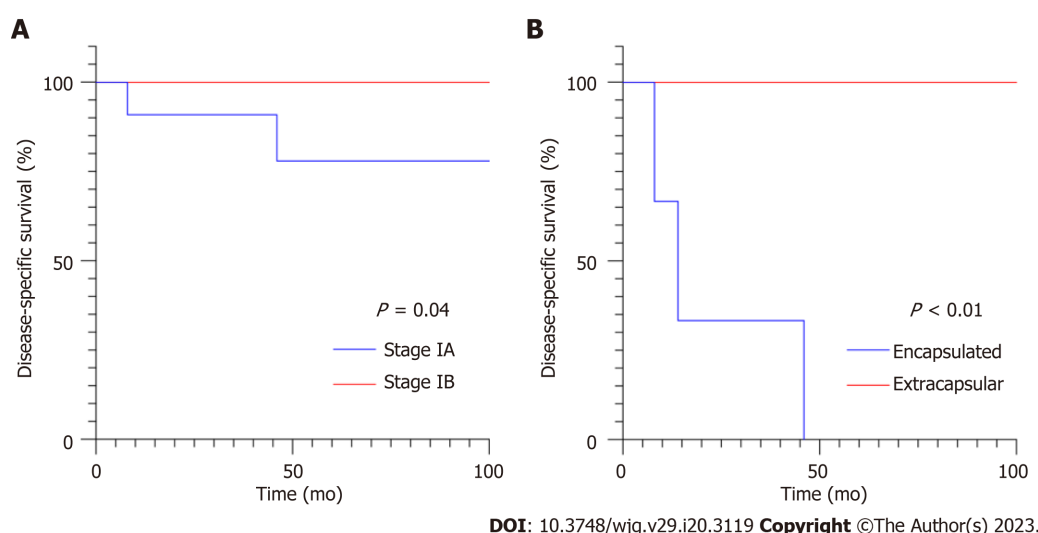 A
100
50
0
0
50
100
Disease-specific survival (%)
Time (mo)
P = 0.04
Stage IA
Stage IB
B
100
50
0
0
50
100
Disease-specific survival (%)
Time (mo)
P < 0.01
Encapsulated
Extracapsular
DOI: 10.3748/wjg.v29.i20.3119 Copyright ©The Author(s) 2023.